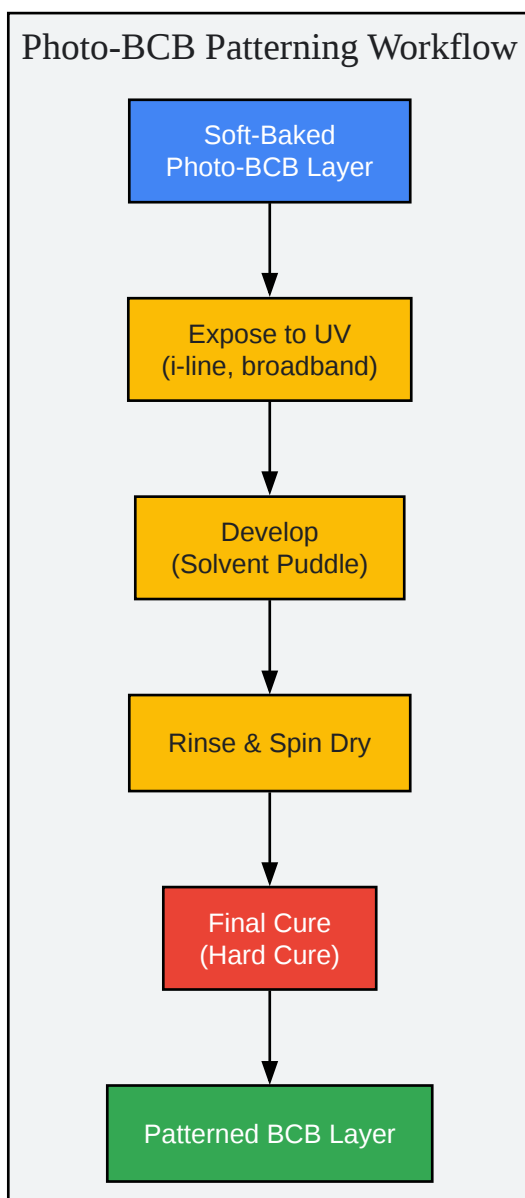 Photo-BCB Patterning Workflow
Soft-Baked
Photo-BCB Layer
Expose to UV
(i-line, broadband)
Develop
(Solvent Puddle)
Rinse & Spin Dry
Final Cure
(Hard Cure)
Patterned BCB Layer